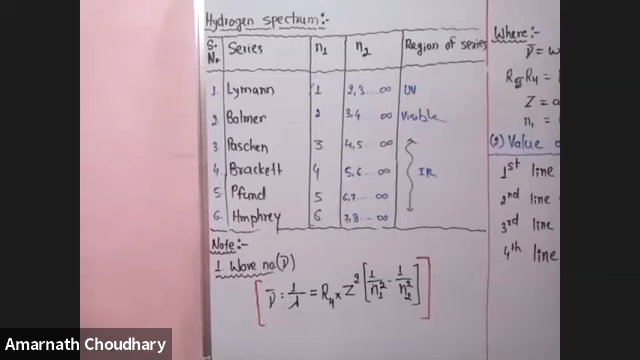 Hydrogen spectrum:-
S. Nr. Series n1 n2 Region of series
1. Lymann 1 2,3 ... ∞ UV
2. Balmer 2 3,4 ... ∞ Visible
3. Paschen 3 4,5 ... ∞
4. Brackett 4 5,6 ... ∞ IR
5. Pfund 5 6,7 ... ∞
6. Hmphrey 6 7,8 ... ∞
Note:-
1 Wave no.(ν̄)
[ν̄ = 1/λ = R_H × Z² [1/n₁² - 1/n₂²]]
Where:-
ν̄ = w
R_H =
Z = a
n₁ =
(2) Value
1st line
2nd line
3rd line
4th line
Amarnath Choudhary